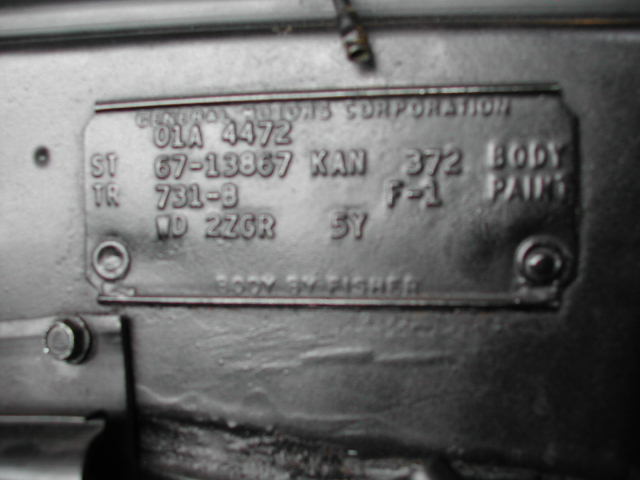 GENERAL MOTORS CORPORATION
01A 4472
ST 67-13867 KAN 372 BODY
TR 731-B F-1 PAINT
WD 2ZGR 5Y
BODY BY FISHER